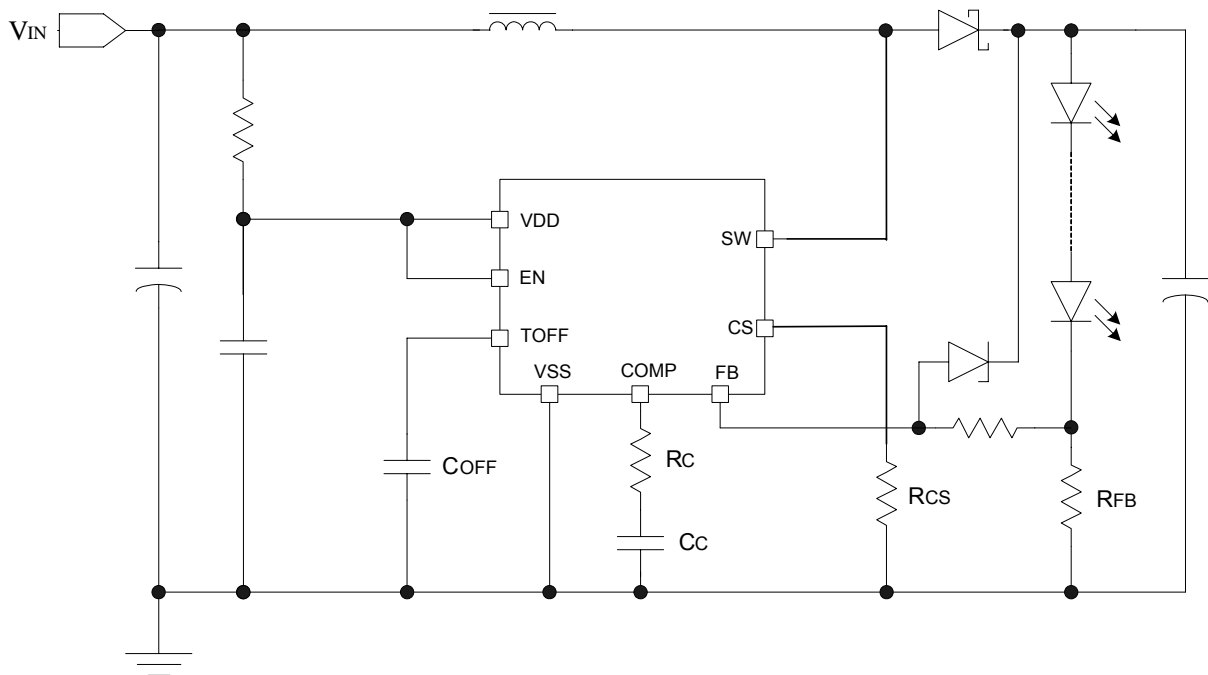 VIN
VDD
SW
EN
TOFF
CS
VSS
COMP
FB
COFF
RC
RCS
RFB
CC